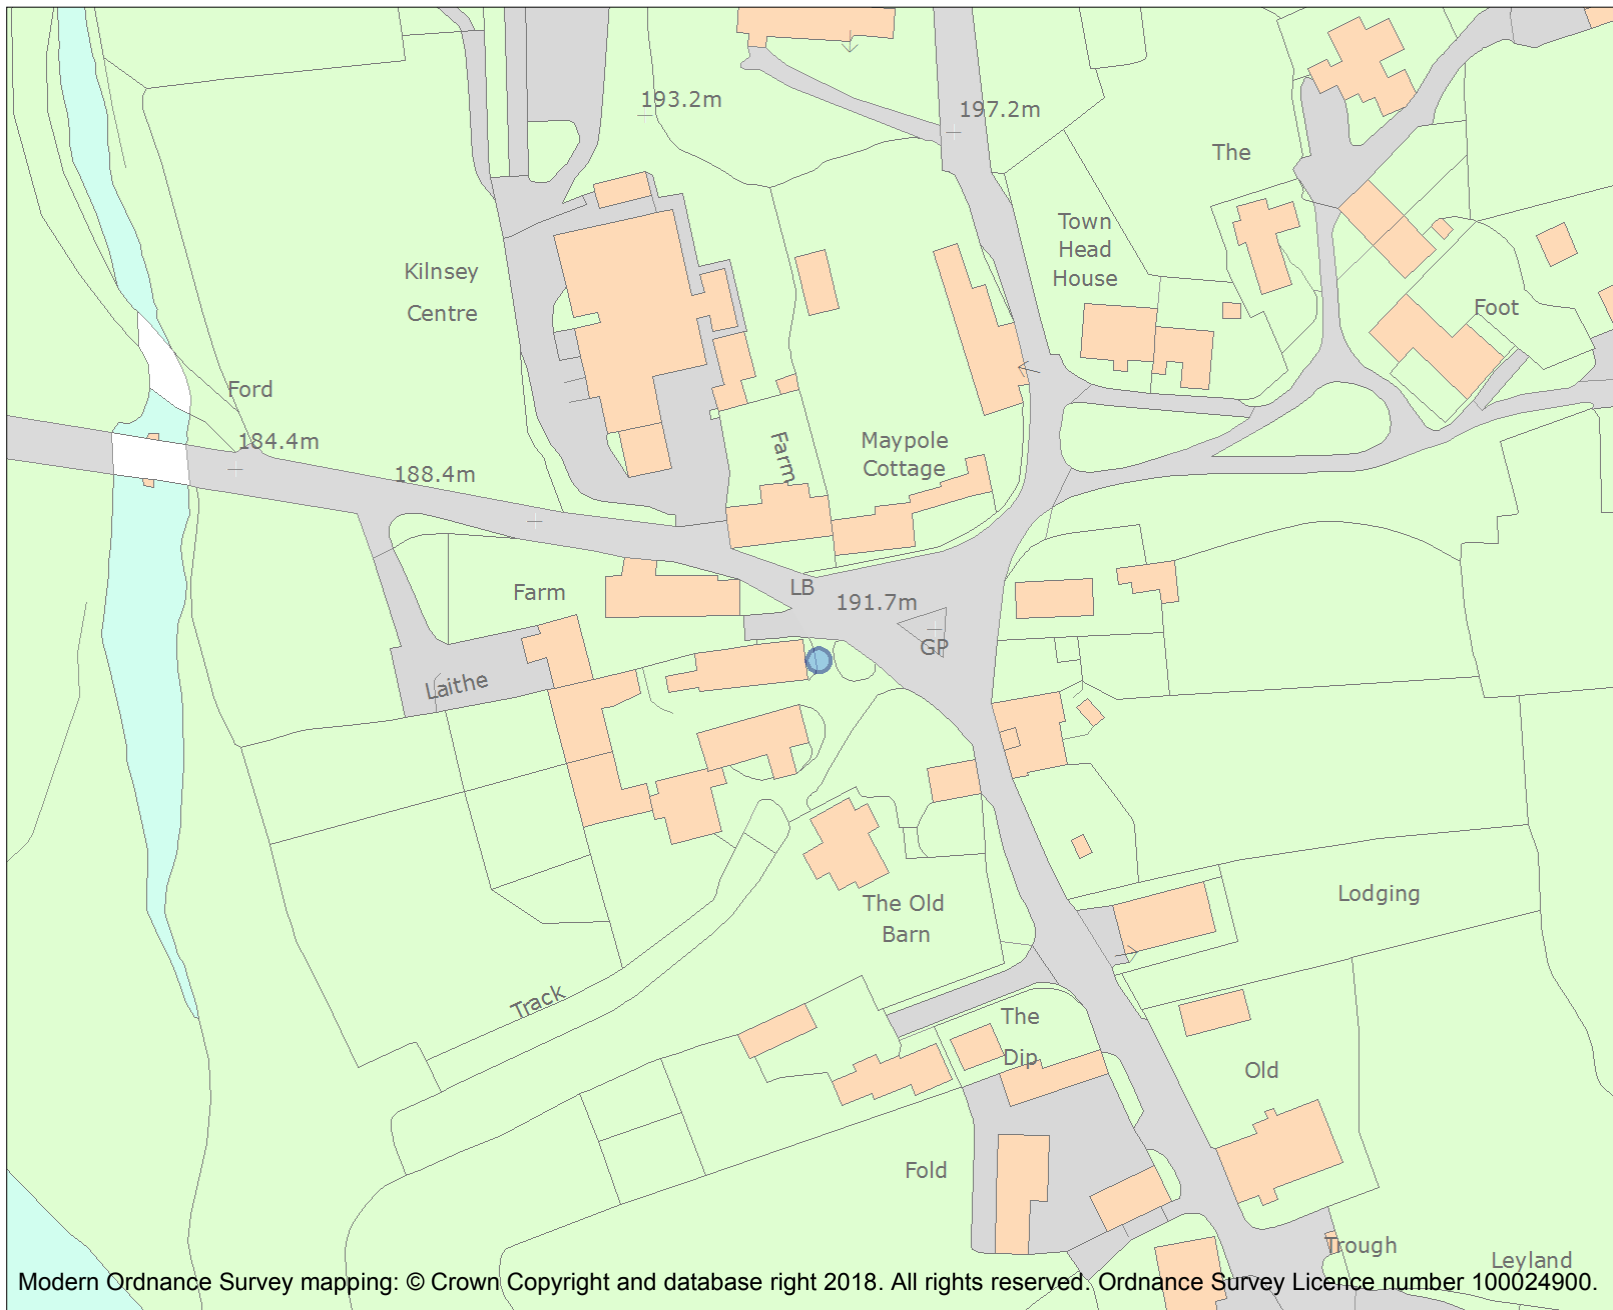 193.2m
197.2m
The
Town
Head
House
Kilnsey
Centre
Foot
Ford
184.4m
188.4m
Farm
Maypole
Cottage
Farm
LB
191.7m
GP
Laithe
The Old
Barn
Lodging
Track
The
Dip
Old
Fold
Trough
Leyland
Modern Ordnance Survey mapping: © Crown Copyright and database right 2018. All rights reserved. Ordnance Survey Licence number 100024900.